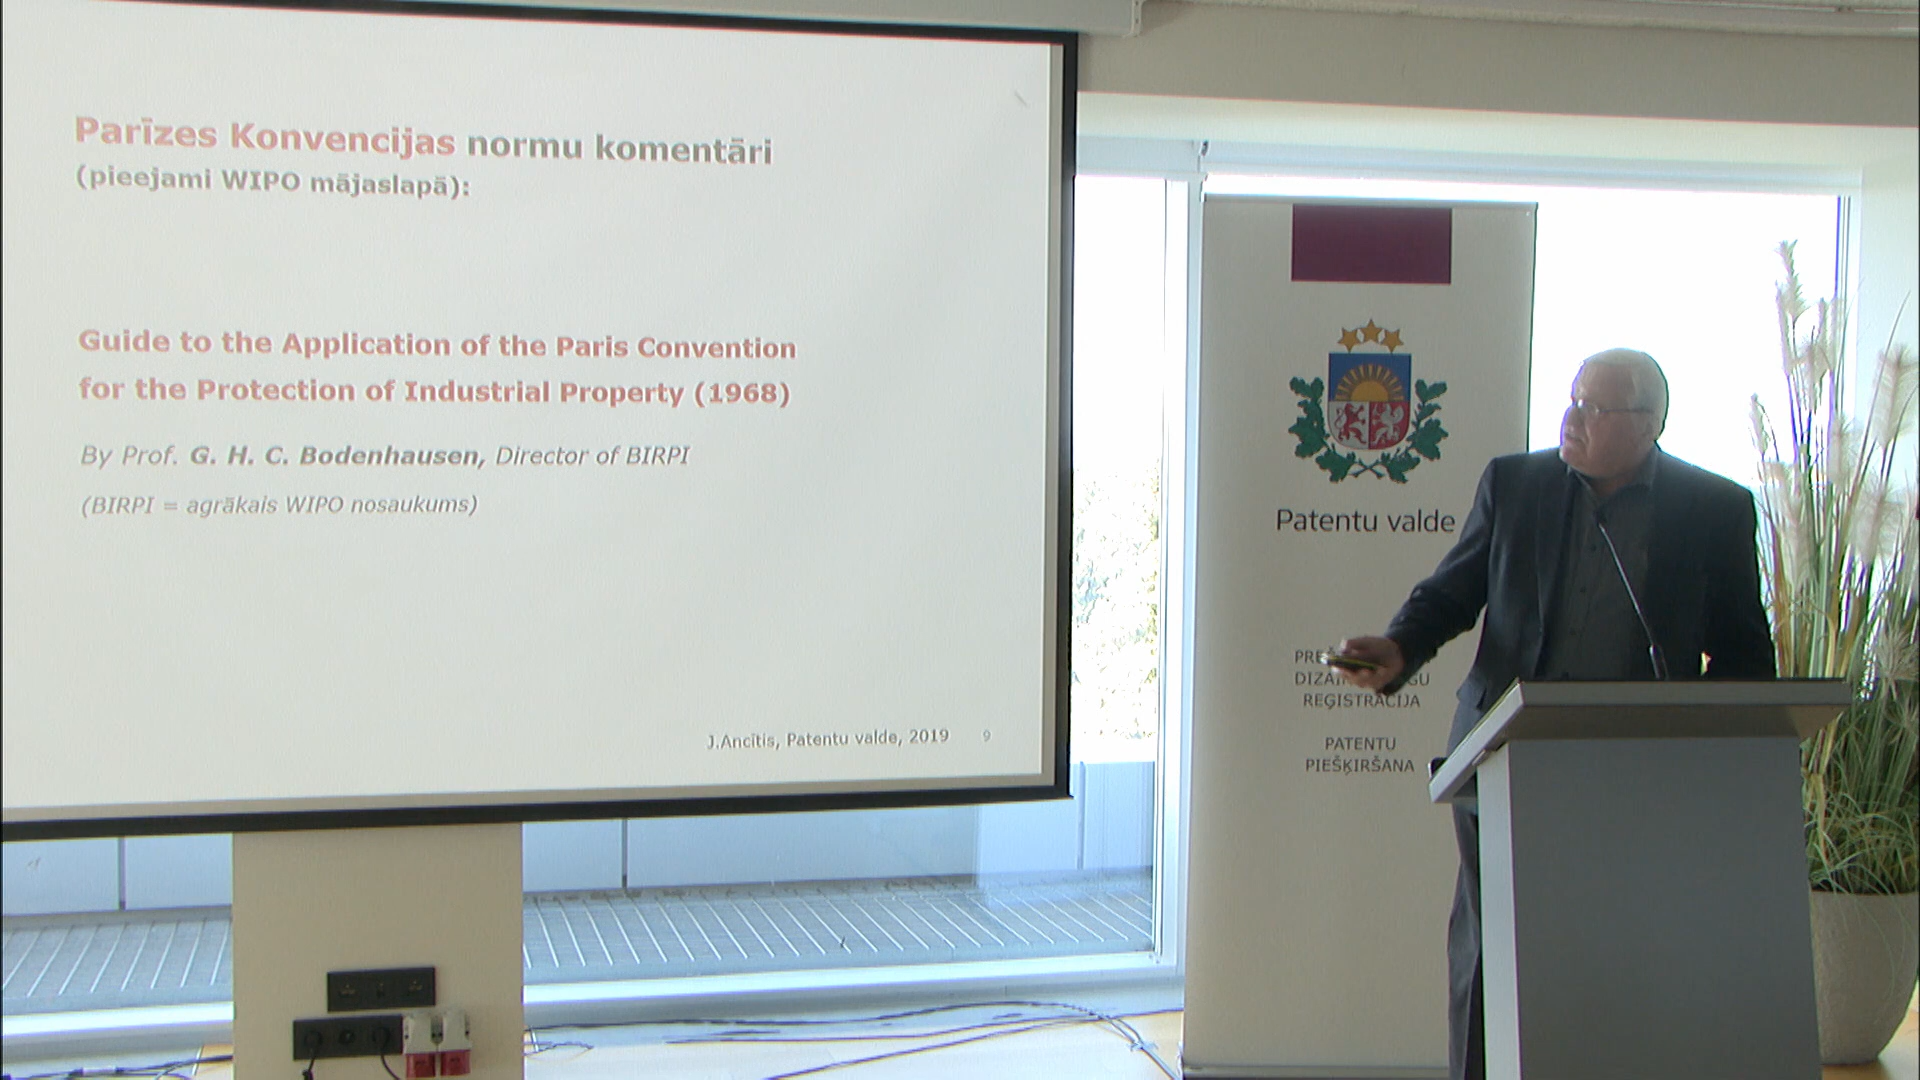 Parīzes Konvencijas normu komentāri
(pieejami WIPO mājaslapā):
Guide to the Application of the Paris Convention
for the Protection of Industrial Property (1968)
By Prof. G. H. C. Bodenhausen, Director of BIRPI
(BIRPI = agrākais WIPO nosaukums)
J.Ancītis, Patentu valde, 2019 9
Patentu valde
REĢISTRĀCIJA
PATENTU
PIEŠĶIRŠANA